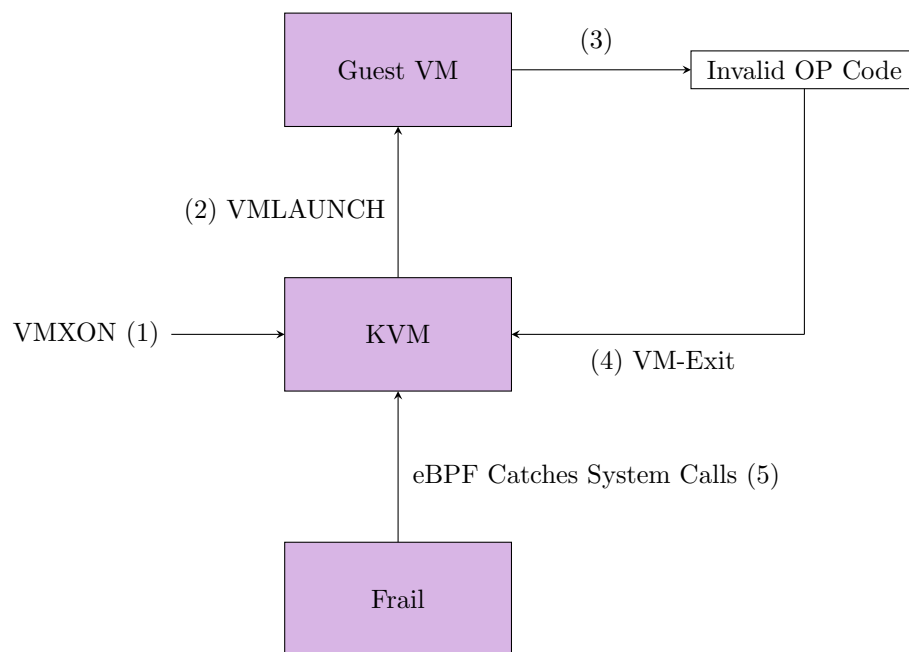 (3)
Guest VM
Invalid OP Code
(2) VMLAUNCH
VMXON (1)
KVM
(4) VM-Exit
eBPF Catches System Calls (5)
Frail